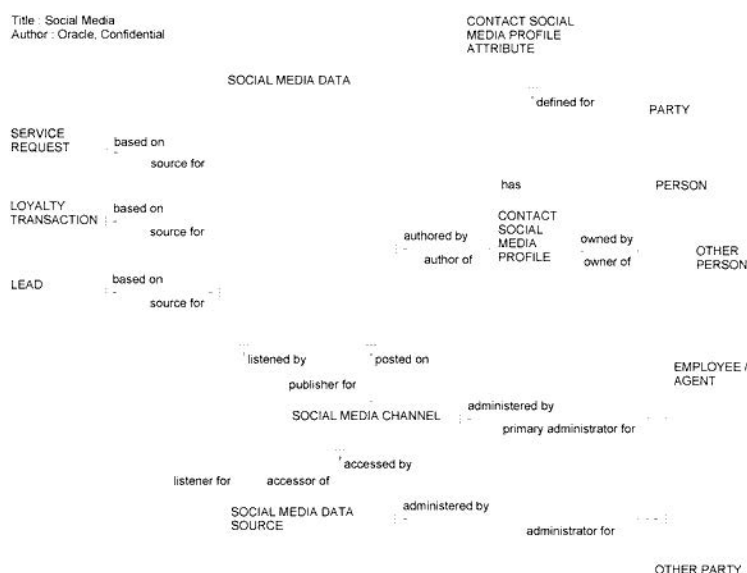 Title : Social Media
Author : Oracle, Confidential
CONTACT SOCIAL
MEDIA PROFILE
ATTRIBUTE
SOCIAL MEDIA DATA
defined for
PARTY
SERVICE
REQUEST
based on
source for
has
PERSON
LOYALTY
TRANSACTION
based on
source for
CONTACT
SOCIAL
MEDIA
PROFILE
authored by
author of
owned by
owner of
OTHER
PERSON
LEAD
based on
source for
listened by
posted on
publisher for
EMPLOYEE /
AGENT
SOCIAL MEDIA CHANNEL
administered by
primary administrator for
accessed by
listener for
accessor of
SOCIAL MEDIA DATA
SOURCE
administered by
administrator for
OTHER PARTY